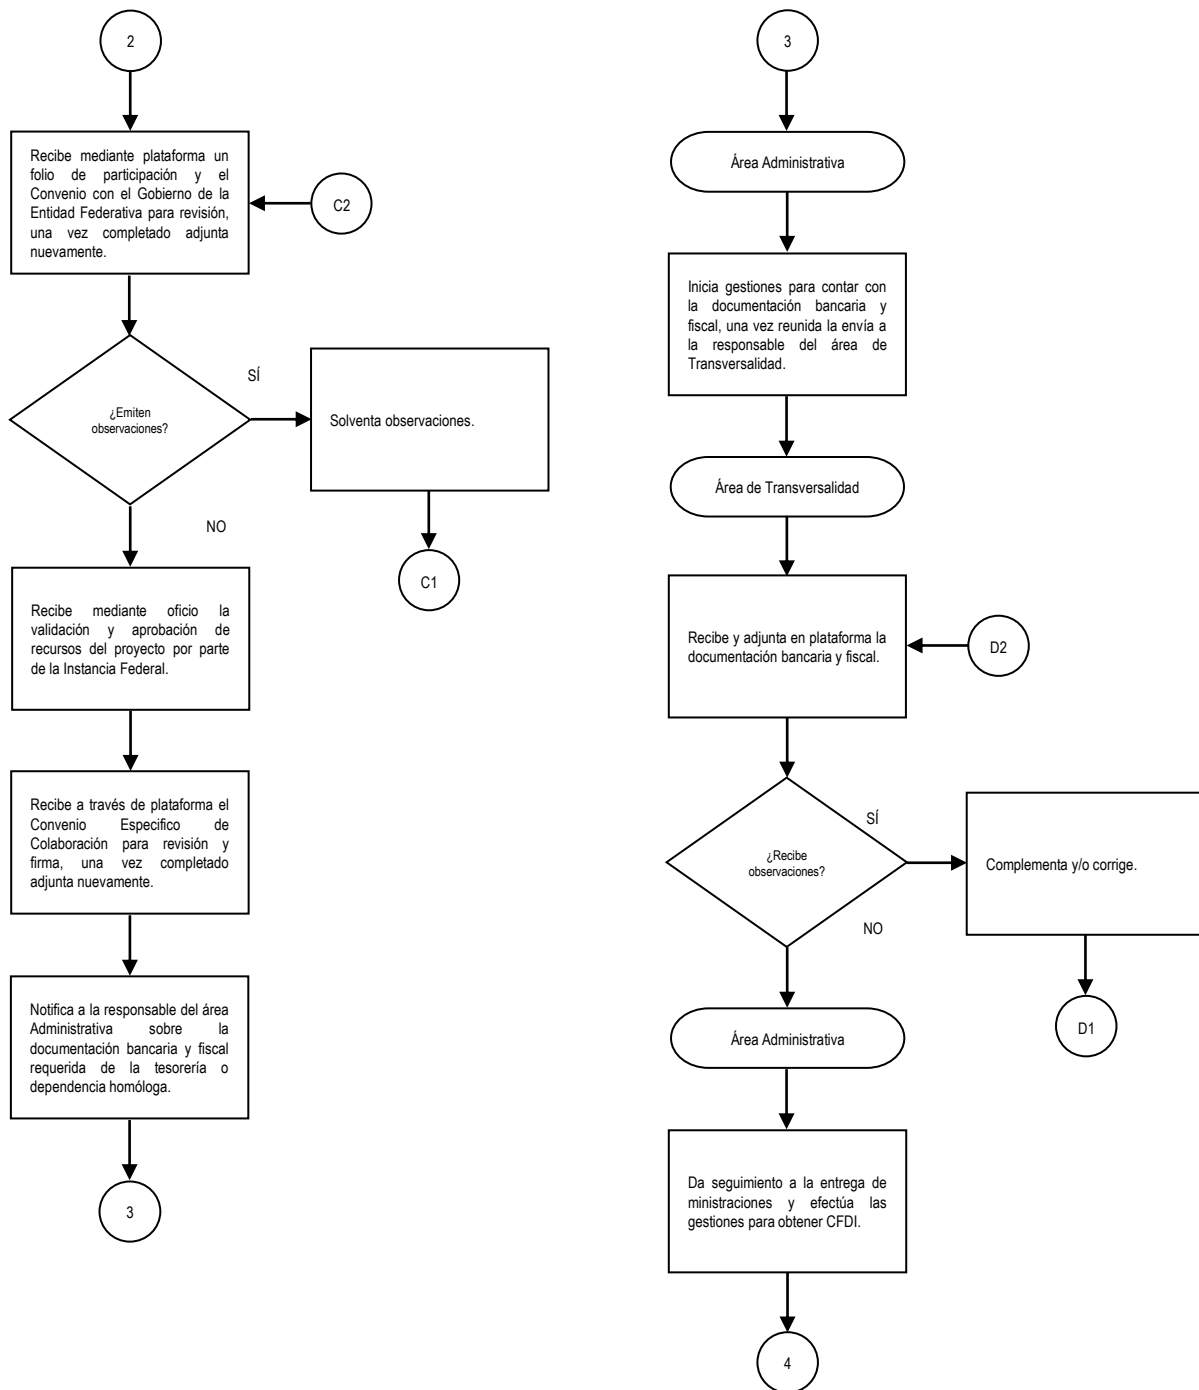 2
Recibe mediante plataforma un
folio de participación y el
Convenio con el Gobierno de la
Entidad Federativa para revisión,
una vez completado adjunta
nuevamente.
C2
¿Emiten
observaciones?
SÍ
Solventa observaciones.
C1
NO
Recibe mediante oficio la
validación y aprobación de
recursos del proyecto por parte
de la Instancia Federal.
Recibe a través de plataforma el
Convenio Especifico de
Colaboración para revisión y
firma, una vez completado
adjunta nuevamente.
Notifica a la responsable del área
Administrativa sobre la
documentación bancaria y fiscal
requerida de la tesorería o
dependencia homóloga.
3
3
Área Administrativa
Inicia gestiones para contar con
la documentación bancaria y
fiscal, una vez reunida la envía a
la responsable del área de
Transversalidad.
Área de Transversalidad
Recibe y adjunta en plataforma la
documentación bancaria y fiscal.
D2
¿Recibe
observaciones?
SÍ
Complementa y/o corrige.
D1
NO
Área Administrativa
Da seguimiento a la entrega de
ministraciones y efectúa las
gestiones para obtener CFDI.
4